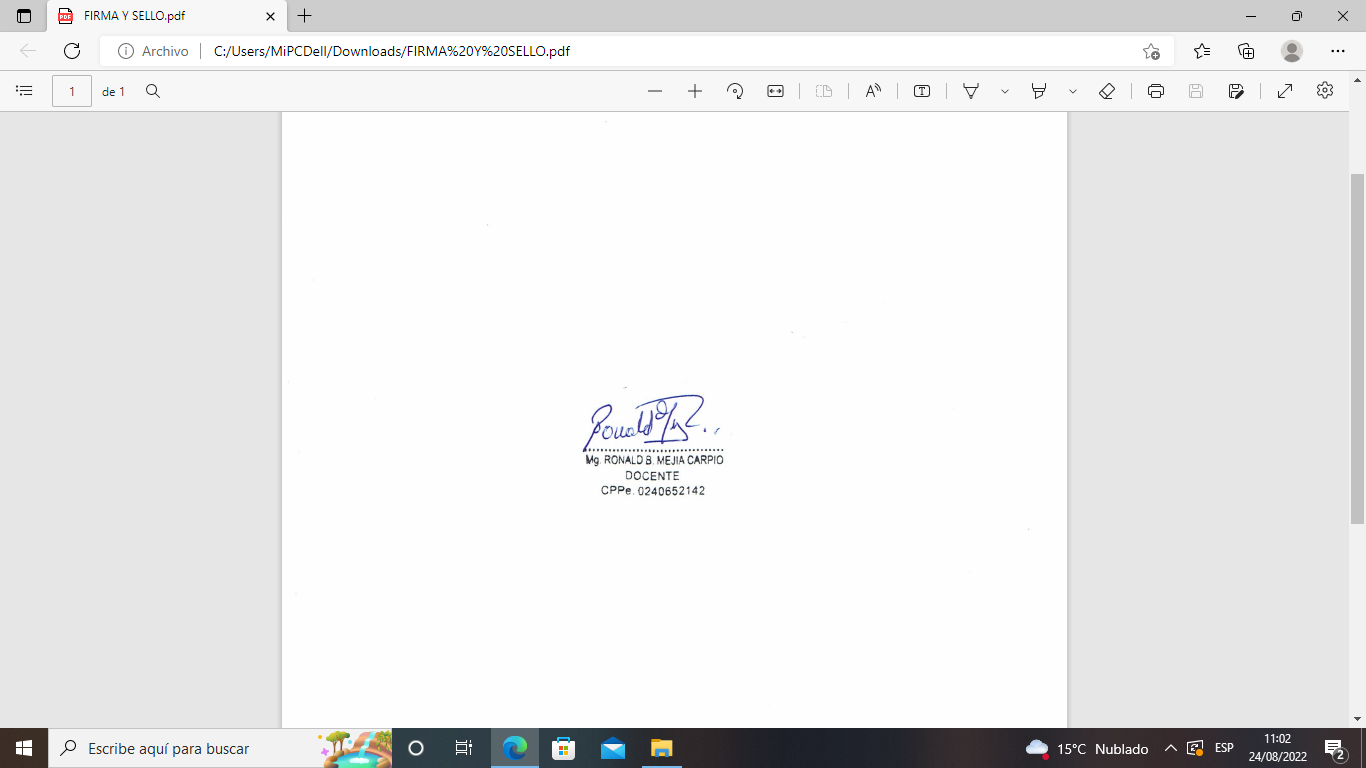 FIRMA Y SELLO.pdf
Archivo
C:/Users/MiPCDell/Downloads/FIRMA%20Y%20SELLO.pdf
1 de 1
Ronald
Mg. RONALD B. MEJIA CARPIO
DOCENTE
CPPe. 0240652142
Escribe aquí para buscar
15°C Nublado
ESP
11:02
24/08/2022
2